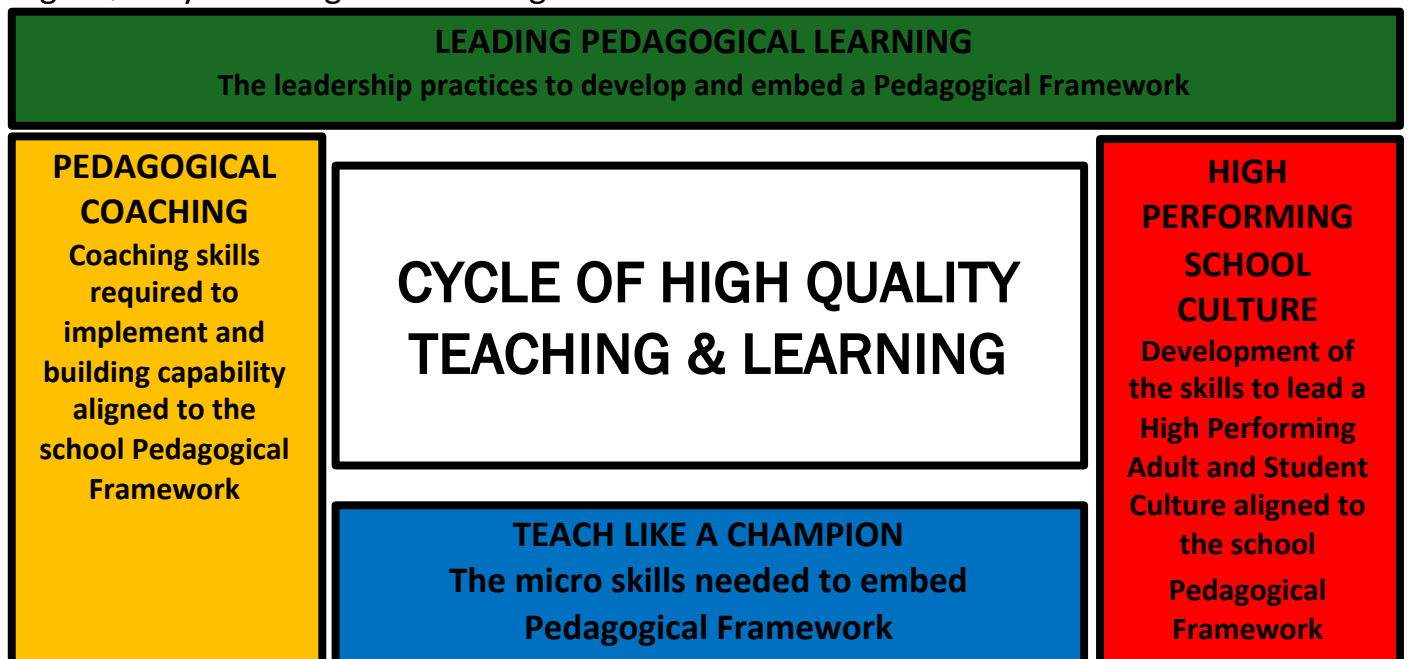 LEADING PEDAGOGICAL LEARNING
The leadership practices to develop and embed a Pedagogical Framework
PEDAGOGICAL
COACHING
Coaching skills
required to
implement and
building capability
aligned to the
school Pedagogical
Framework
CYCLE OF HIGH QUALITY
TEACHING & LEARNING
TEACH LIKE A CHAMPION
The micro skills needed to embed
Pedagogical Framework
HIGH
PERFORMING
SCHOOL
CULTURE
Development of
the skills to lead a
High Performing
Adult and Student
Culture aligned to
the school
Pedagogical
Framework